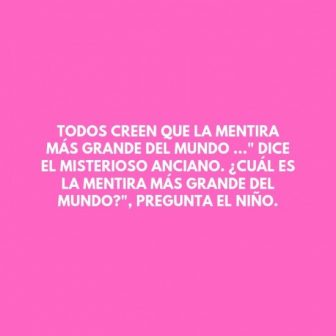 TODOS CREEN QUE LA MENTIRA
MÁS GRANDE DEL MUNDO ..." DICE
EL MISTERIOSO ANCIANO. ¿CUÁL ES
LA MENTIRA MÁS GRANDE DEL
MUNDO?", PREGUNTA EL NIÑO.